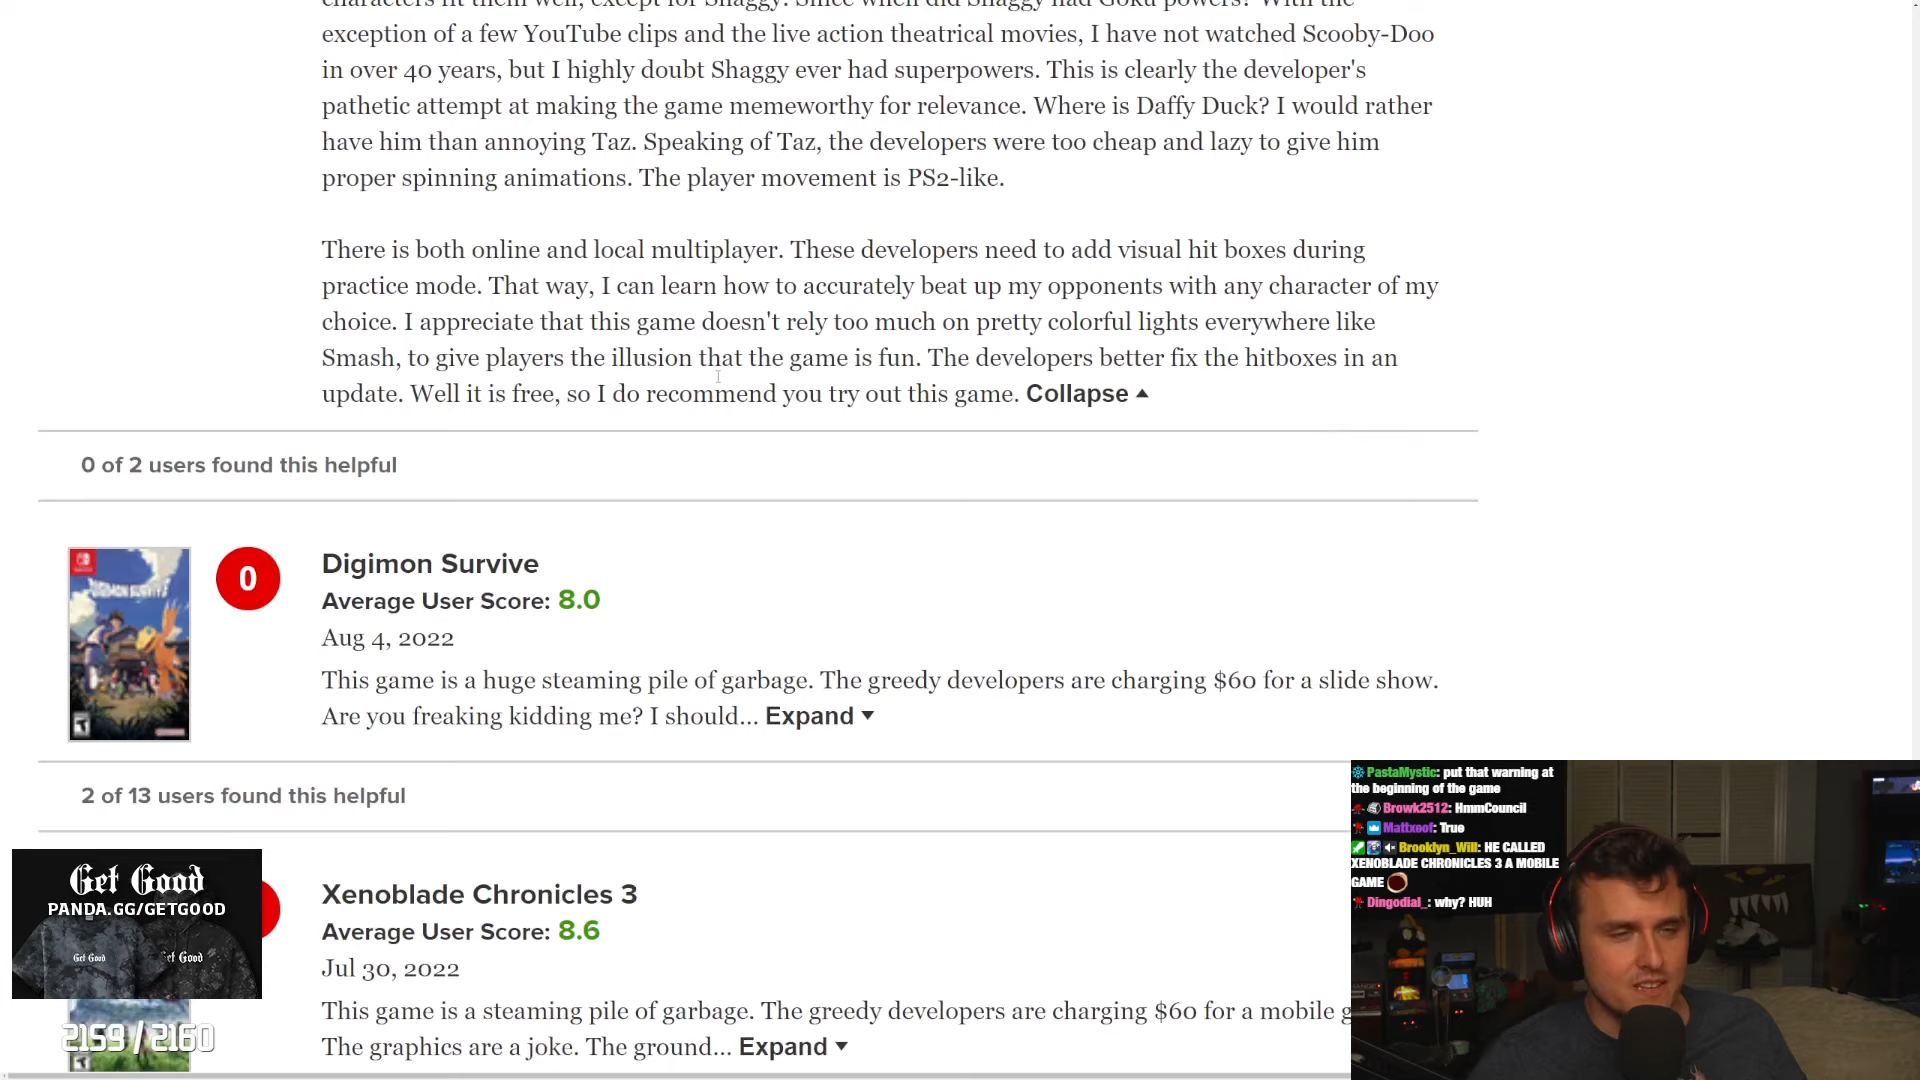 characters fit them well, except for Shaggy. Since when did Shaggy had Goku powers? With the
exception of a few YouTube clips and the live action theatrical movies, I have not watched Scooby-Doo
in over 40 years, but I highly doubt Shaggy ever had superpowers. This is clearly the developer's
pathetic attempt at making the game memeworthy for relevance. Where is Daffy Duck? I would rather
have him than annoying Taz. Speaking of Taz, the developers were too cheap and lazy to give him
proper spinning animations. The player movement is PS2-like.
There is both online and local multiplayer. These developers need to add visual hit boxes during
practice mode. That way, I can learn how to accurately beat up my opponents with any character of my
choice. I appreciate that this game doesn't rely too much on pretty colorful lights everywhere like
Smash, to give players the illusion that the game is fun. The developers better fix the hitboxes in an
update. Well it is free, so I do recommend you try out this game. Collapse
0 of 2 users found this helpful
DIGIMON SURVIVE
0
Digimon Survive
Average User Score: 8.0
Aug 4, 2022
This game is a huge steaming pile of garbage. The greedy developers are charging $60 for a slide show.
Are you freaking kidding me? I should... Expand
2 of 13 users found this helpful
Xenoblade Chronicles 3
Average User Score: 8.6
Jul 30, 2022
This game is a steaming pile of garbage. The greedy developers are charging $60 for a mobile g
The graphics are a joke. The ground... Expand
Get Good
PANDA.GG/GETGOOD
Get Good
Get Good
2159/2160
PastaMystic: put that warning at
the beginning of the game
Browk2512: HmmCouncil
Mattxeof: True
Brooklyn_Will: HE CALLED
XENOBLADE CHRONICLES 3 A MOBILE
GAME
Dingodial_: why? HUH